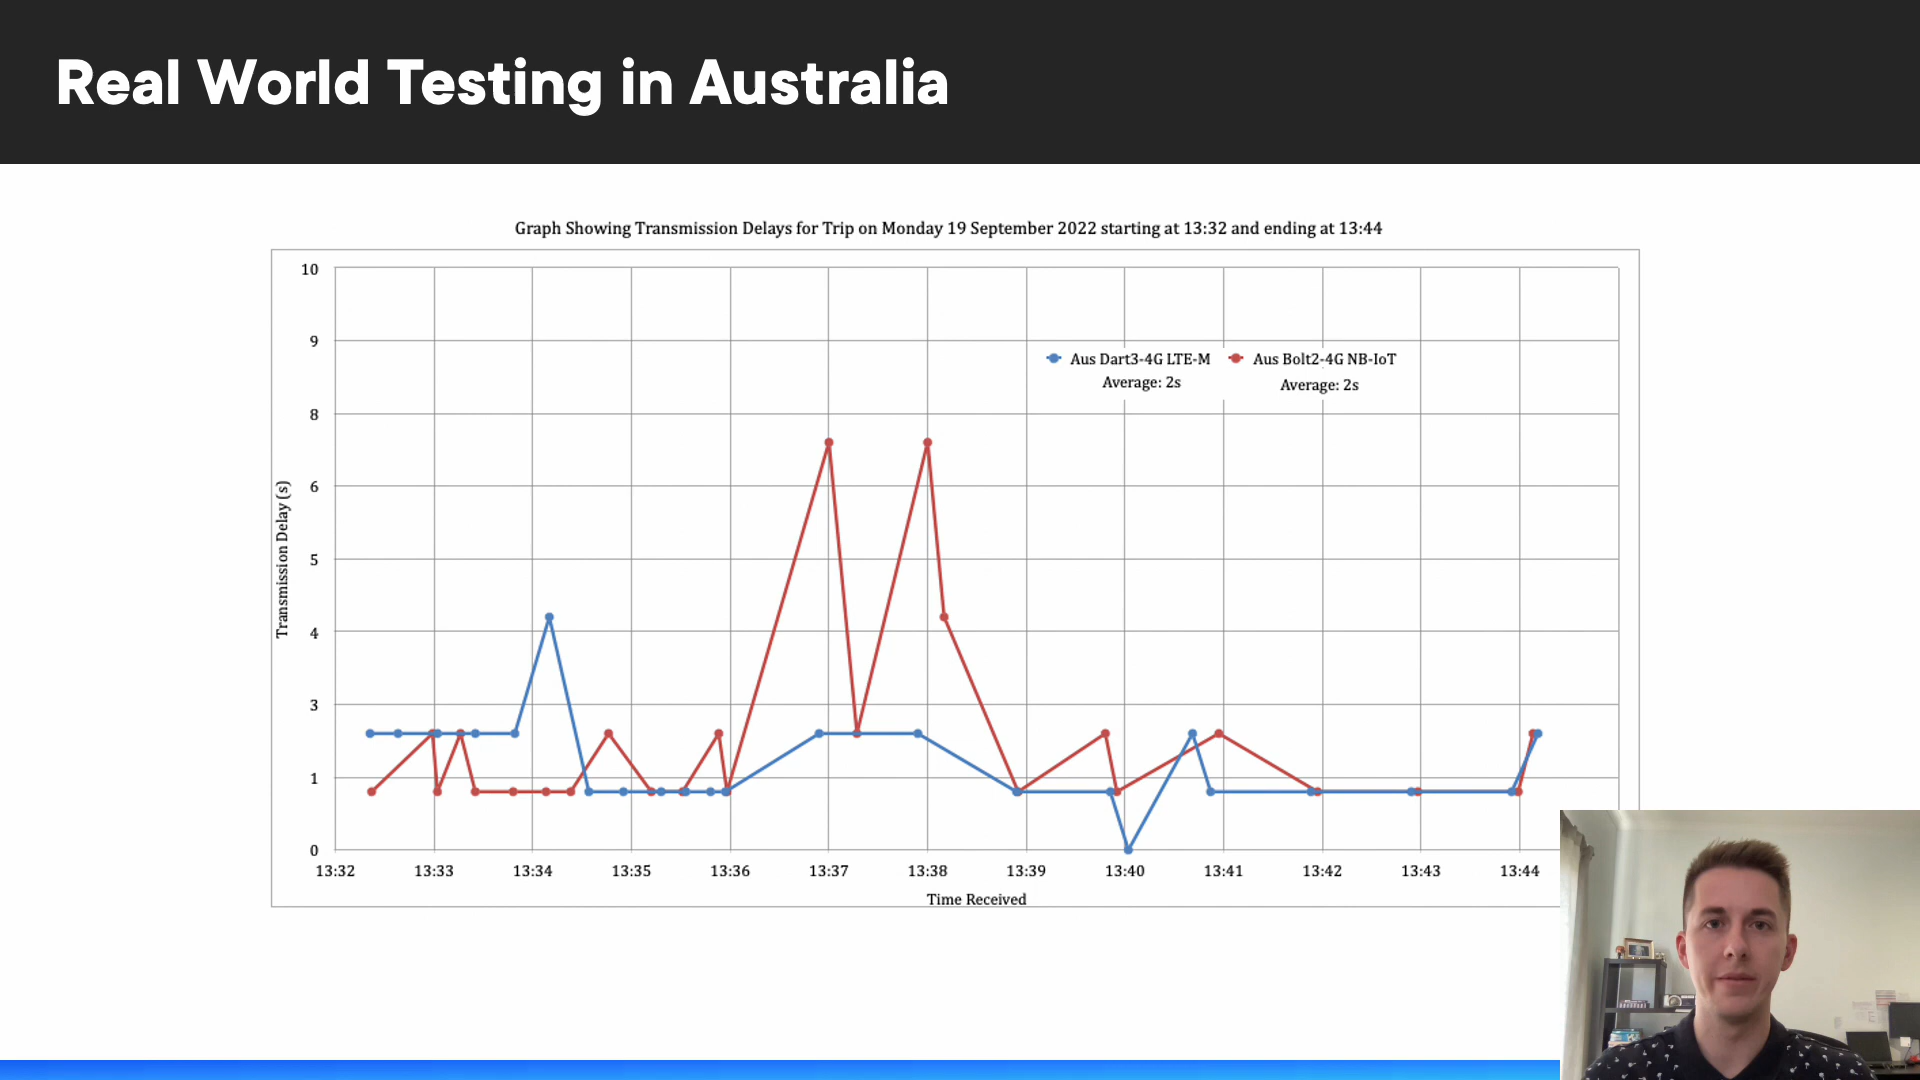 Real World Testing in Australia
Graph Showing Transmission Delays for Trip on Monday 19 September 2022 starting at 13:32 and ending at 13:44
10
9
8
6
5
4
3
1
0
Transmission Delay (s)
Aus Dart3-4G LTE-M
Average: 2s
Aus Bolt2-4G NB-IoT
Average: 2s
13:32 13:33 13:34 13:35 13:36 13:37 13:38 13:39 13:40 13:41 13:42 13:43 13:44
Time Received